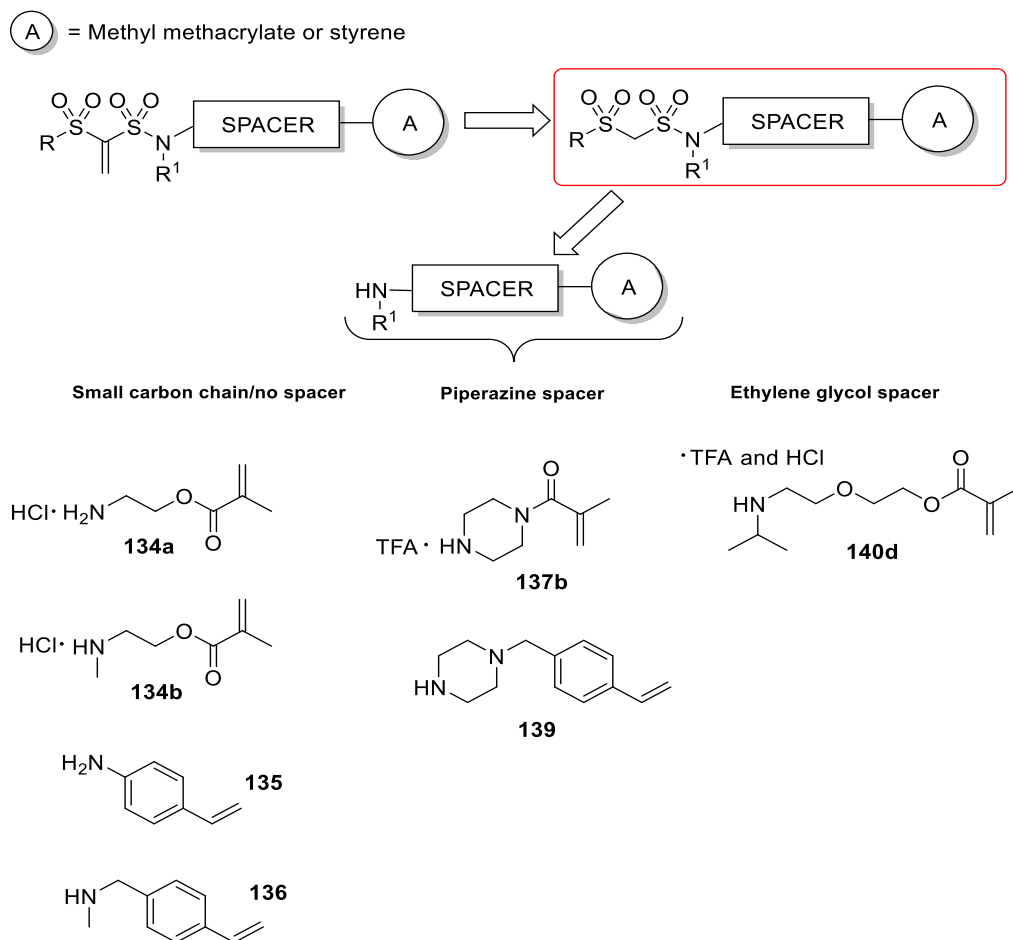 A = Methyl methacrylate or styrene
O O O O
R S S N R¹ SPACER A
O O O O
R S S N R¹ SPACER A
HN R¹ SPACER A
Small carbon chain/no spacer
Piperazine spacer
Ethylene glycol spacer
HCl· H₂N O O
134a
TFA · HN N O
137b
·TFA and HCl
HN O O O
140d
HCl· HN O O
134b
HN N
139
H₂N
135
HN
136